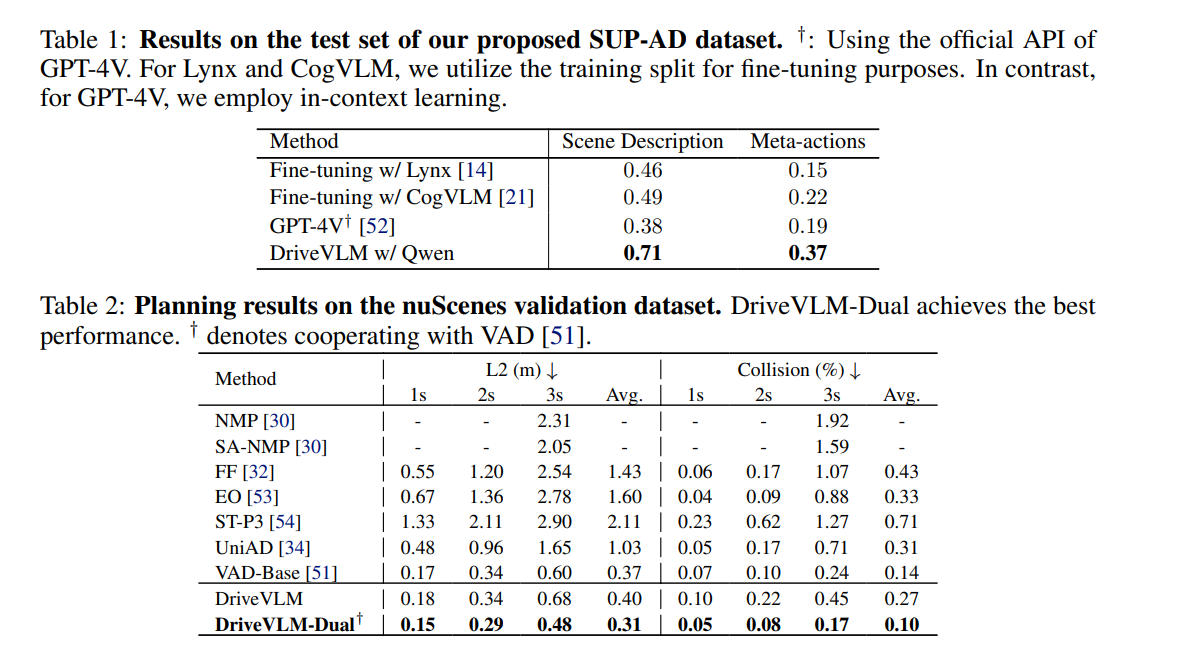 Table 1: Results on the test set of our proposed SUP-AD dataset. †: Using the official API of
GPT-4V. For Lynx and CogVLM, we utilize the training split for fine-tuning purposes. In contrast,
for GPT-4V, we employ in-context learning.
Method Scene Description Meta-actions
Fine-tuning w/ Lynx [14] 0.46 0.15
Fine-tuning w/ CogVLM [21] 0.49 0.22
GPT-4V† [52] 0.38 0.19
DriveVLM w/ Qwen 0.71 0.37
Table 2: Planning results on the nuScenes validation dataset. DriveVLM-Dual achieves the best
performance. † denotes cooperating with VAD [51].
Method L2 (m) ↓ Collision (%) ↓
1s 2s 3s Avg. 1s 2s 3s Avg.
NMP [30] - - 2.31 - - - 1.92 -
SA-NMP [30] - - 2.05 - - - 1.59 -
FF [32] 0.55 1.20 2.54 1.43 0.06 0.17 1.07 0.43
EO [53] 0.67 1.36 2.78 1.60 0.04 0.09 0.88 0.33
ST-P3 [54] 1.33 2.11 2.90 2.11 0.23 0.62 1.27 0.71
UniAD [34] 0.48 0.96 1.65 1.03 0.05 0.17 0.71 0.31
VAD-Base [51] 0.17 0.34 0.60 0.37 0.07 0.10 0.24 0.14
DriveVLM 0.18 0.34 0.68 0.40 0.10 0.22 0.45 0.27
DriveVLM-Dual† 0.15 0.29 0.48 0.31 0.05 0.08 0.17 0.10